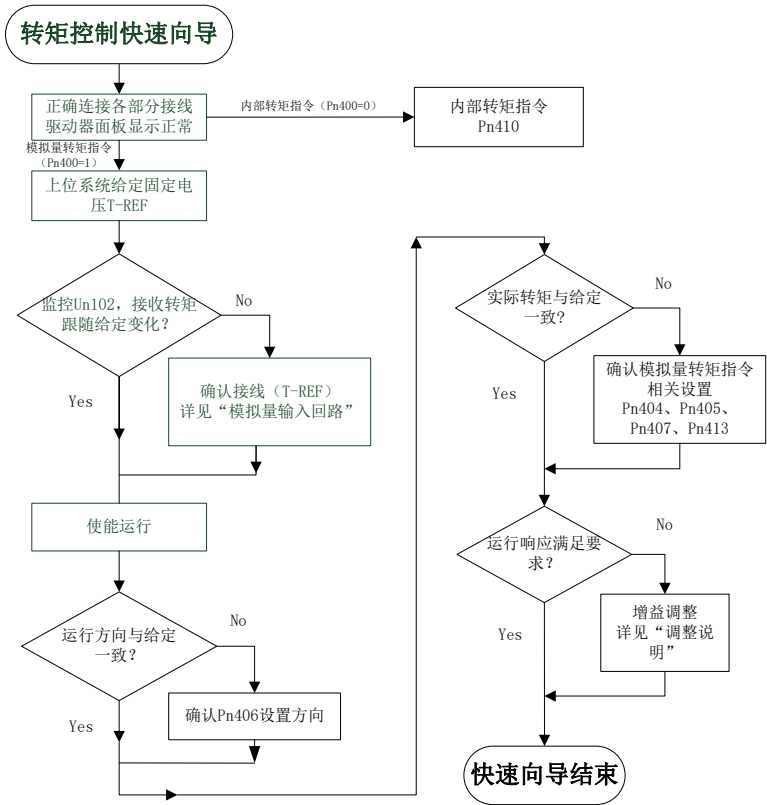 转矩控制快速向导
正确连接各部分接线
驱动器面板显示正常
内部转矩指令（Pn400=0）
内部转矩指令
Pn410
模拟量转矩指令
（Pn400=1）
上位系统给定固定电
压T-REF
监控Un102，接收转矩
跟随给定变化？
No
Yes
确认接线（T-REF）
详见“模拟量输入回路”
使能运行
运行方向与给定
一致？
No
Yes
确认Pn406设置方向
实际转矩与给定
一致？
No
Yes
确认模拟量转矩指令
相关设置
Pn404、Pn405、
Pn407、Pn413
运行响应满足要
求？
No
Yes
增益调整
详见“调整说
明”
快速向导结束